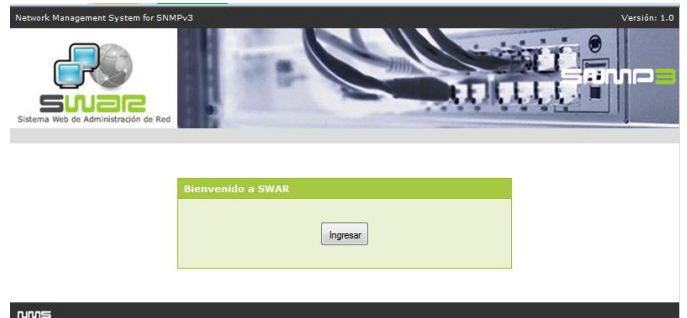 Network Management System for SNMPv3
Versión: 1.0
SWAR
Sistema Web de Administración de Red
SNMP3
Bienvenido a SWAR
Ingresar
NMS